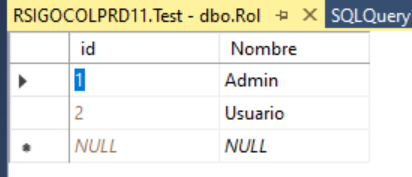 RSIGOCOLPRD11.Test - dbo.Rol SQLQuery
id Nombre
1 Admin
2 Usuario
NULL NULL